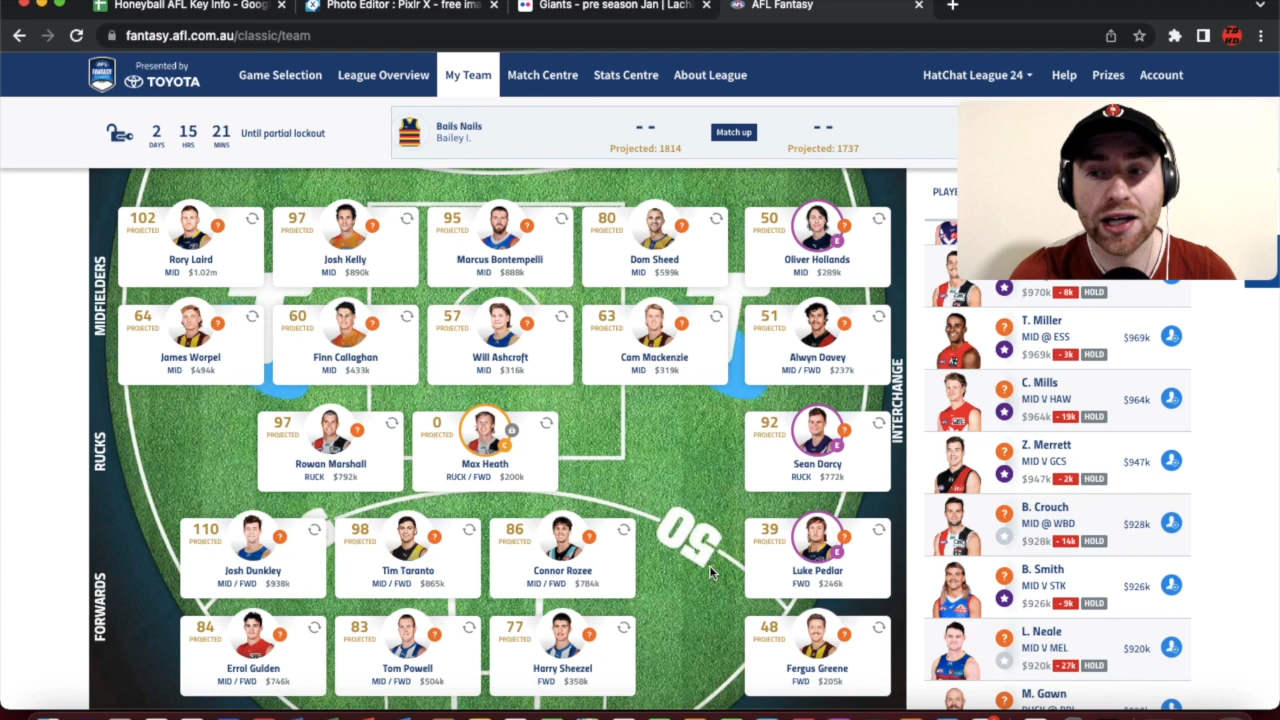 Honeyball AFL Key Info - Goog
Photo Editor : Pixlr X - free ima
Giants - pre season Jan | Lachl
AFL Fantasy
fantasy.afl.com.au/classic/team
Presented by
TOYOTA
Game Selection
League Overview
My Team
Match Centre
Stats Centre
About League
HatChat League 24
Help
Prizes
Account
2 15 21
DAYS HRS MINS
Until partial lockout
Bails Nails
Bailey I.
- -
Projected: 1814
Match up
- -
Projected: 1737
MIDFIELDERS
102
PROJECTED
Rory Laird
MID $1.02m
97
PROJECTED
Josh Kelly
MID $890k
95
PROJECTED
Marcus Bontempelli
MID $888k
80
PROJECTED
Dom Sheed
MID $599k
50
PROJECTED
E
Oliver Hollands
MID $289k
64
PROJECTED
James Worpel
MID $494k
60
PROJECTED
Finn Callaghan
MID $433k
57
PROJECTED
Will Ashcroft
MID $316k
63
PROJECTED
Cam Mackenzie
MID $319k
51
PROJECTED
Alwyn Davey
MID / FWD $237k
INTERCHANGE
RUCKS
97
PROJECTED
Rowan Marshall
RUCK $792k
0
PROJECTED
C
Max Heath
RUCK / FWD $200k
92
PROJECTED
E
Sean Darcy
RUCK $772k
50
FORWARDS
110
PROJECTED
Josh Dunkley
MID / FWD $938k
98
PROJECTED
Tim Taranto
MID / FWD $865k
86
PROJECTED
Connor Rozee
MID / FWD $784k
39
PROJECTED
E
Luke Pedlar
FWD $246k
84
PROJECTED
Errol Gulden
MID / FWD $746k
83
PROJECTED
Tom Powell
MID / FWD $504k
77
PROJECTED
Harry Sheezel
FWD $358k
48
PROJECTED
Fergus Greene
FWD $205k
PLAYE
$970k - 8k HOLD
T. Miller
MID @ ESS
$969k - 3k HOLD
$969k
C. Mills
MID V HAW
$964k - 19k HOLD
$964k
Z. Merrett
MID V GCS
$947k - 2k HOLD
$947k
B. Crouch
MID @ WBD
$928k - 14k HOLD
$928k
B. Smith
MID V STK
$926k - 9k HOLD
$926k
L. Neale
MID V MEL
$920k - 27k HOLD
$920k
M. Gawn